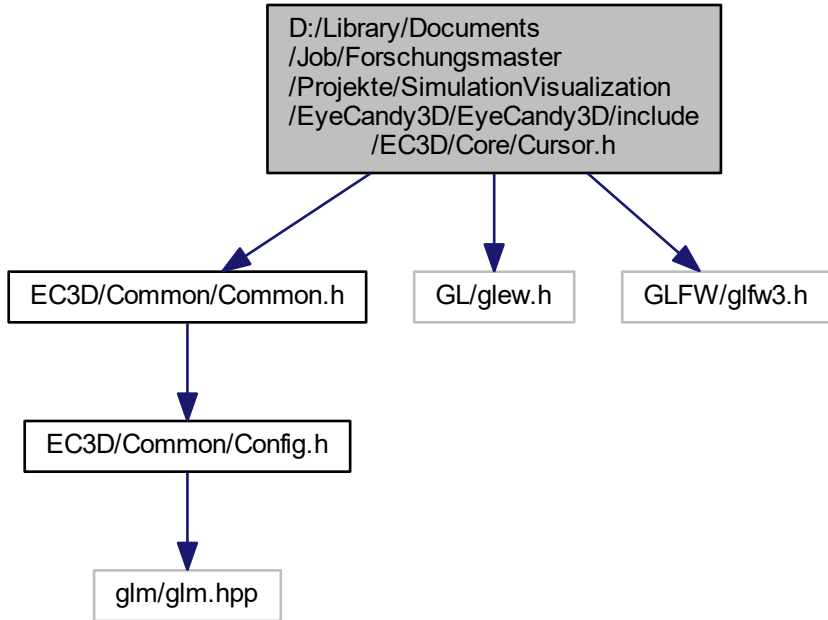 D:/Library/Documents
/Job/Forschungsmaster
/Projekte/SimulationVisualization
/EyeCandy3D/EyeCandy3D/include
/EC3D/Core/Cursor.h
EC3D/Common/Common.h
GL/glew.h
GLFW/glfw3.h
EC3D/Common/Config.h
glm/glm.hpp